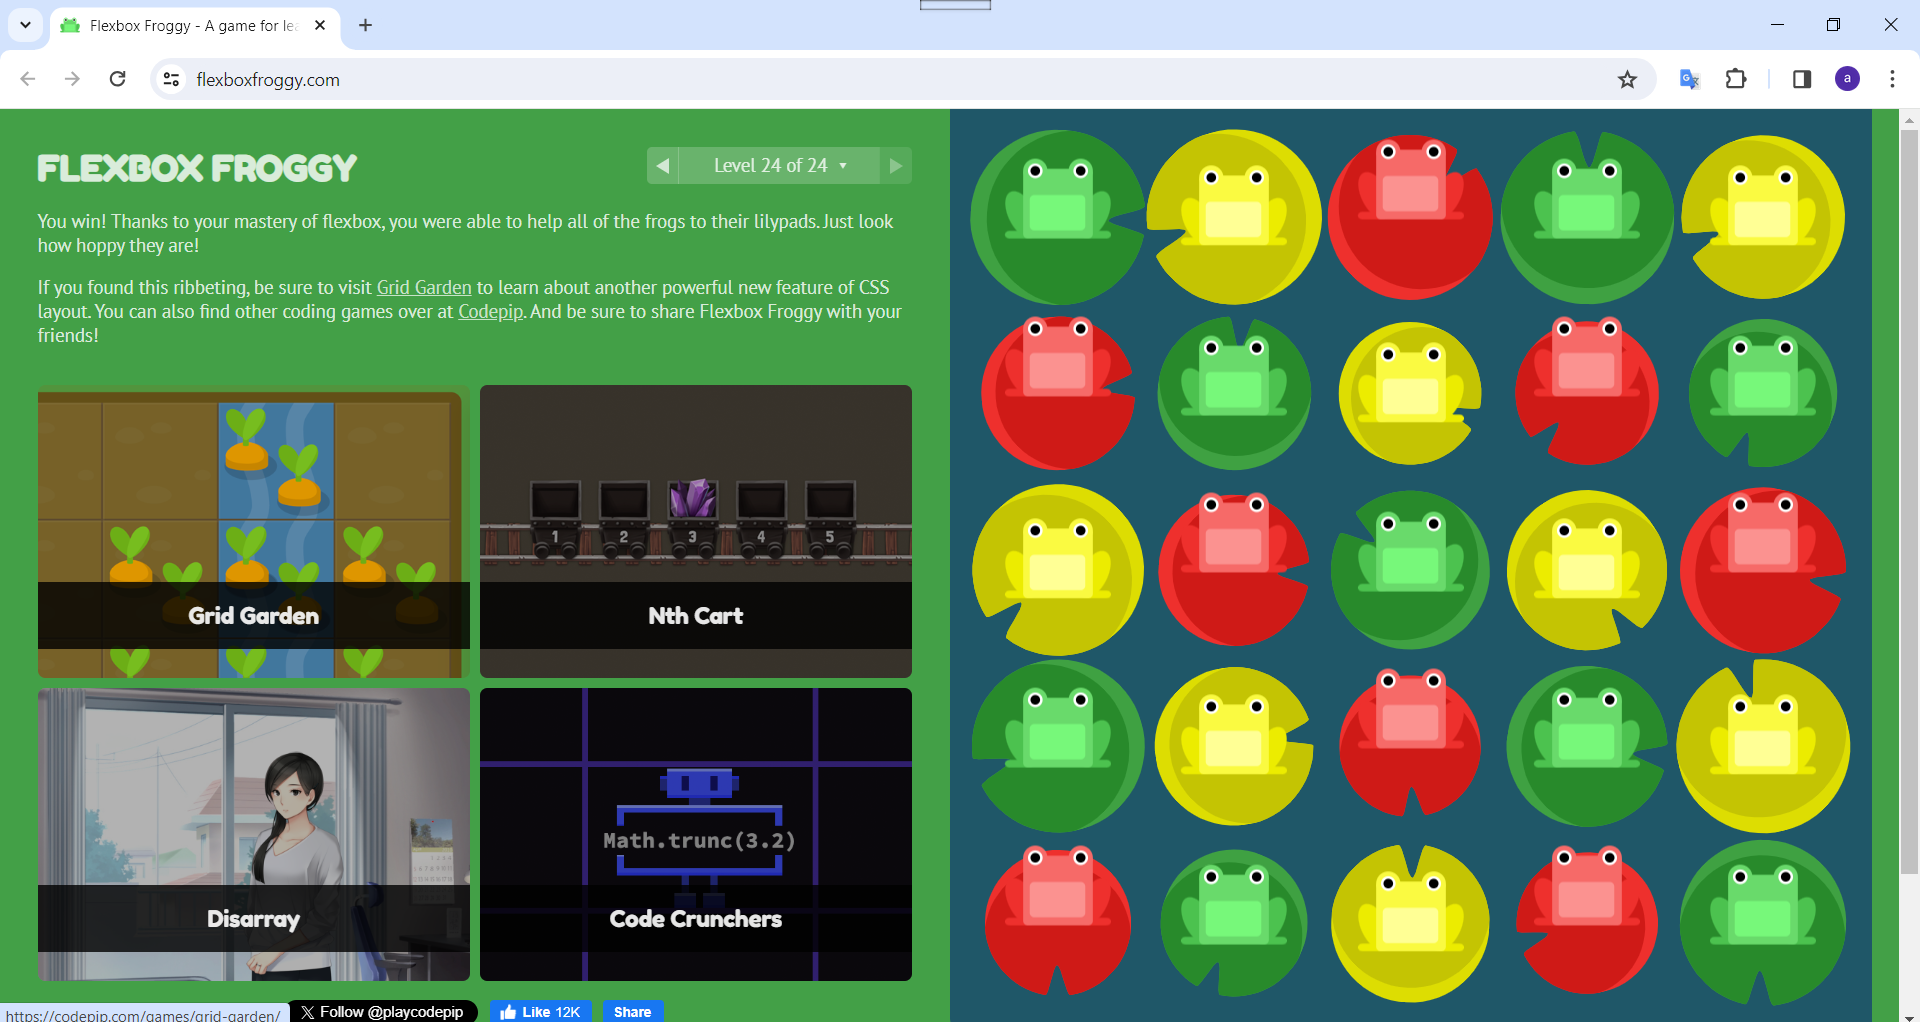 Flexbox Froggy - A game for lea
flexboxfroggy.com
a
FLEXBOX FROGGY
Level 24 of 24
You win! Thanks to your mastery of flexbox, you were able to help all of the frogs to their lilypads. Just look
how hoppy they are!
If you found this ribbeting, be sure to visit Grid Garden to learn about another powerful new feature of CSS
layout. You can also find other coding games over at Codepip. And be sure to share Flexbox Froggy with your
friends!
1 2 3 4 5
Grid Garden
Nth Cart
Math.trunc(3.2)
Disarray
Code Crunchers
https://codepip.com/games/grid-garden/
Follow @playcodepip
Like 12K
Share